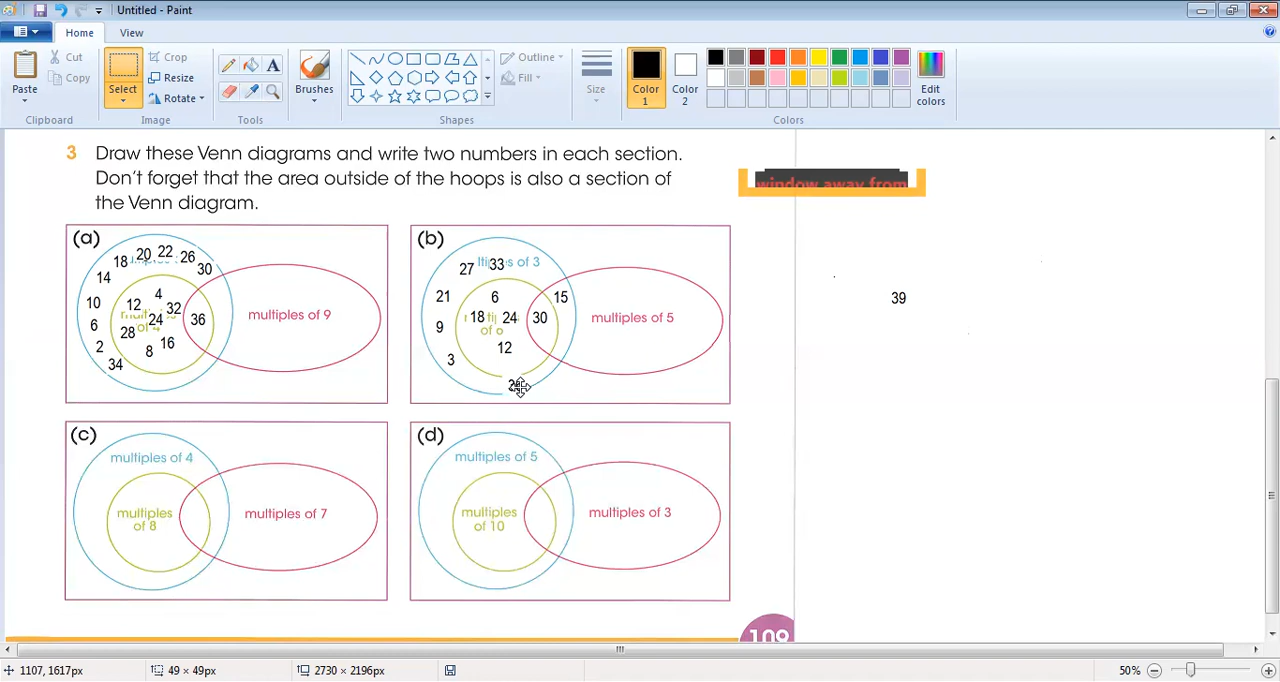 Untitled - Paint
Home View
Paste
Cut
Copy
Clipboard
Select
Crop
Resize
Rotate
Image
Tools
Brushes
Shapes
Outline
Fill
Size
Color 1
Color 2
Edit colors
Colors
3 Draw these Venn diagrams and write two numbers in each section.
Don't forget that the area outside of the hoops is also a section of
the Venn diagram.
window away from
(a)
20 22 26
18 30
14
10
6
2
34
4
12 32
24
28
8 16
36
multiples of 9
(b)
27 33
of 3
21
9
3
15
6
18 24
12
30
multiples of 5
39
(c)
multiples of 4
multiples
of 8
multiples of 7
(d)
multiples of 5
multiples
of 10
multiples of 3
109
1107, 1617px
49 × 49px
2730 × 2196px
50%